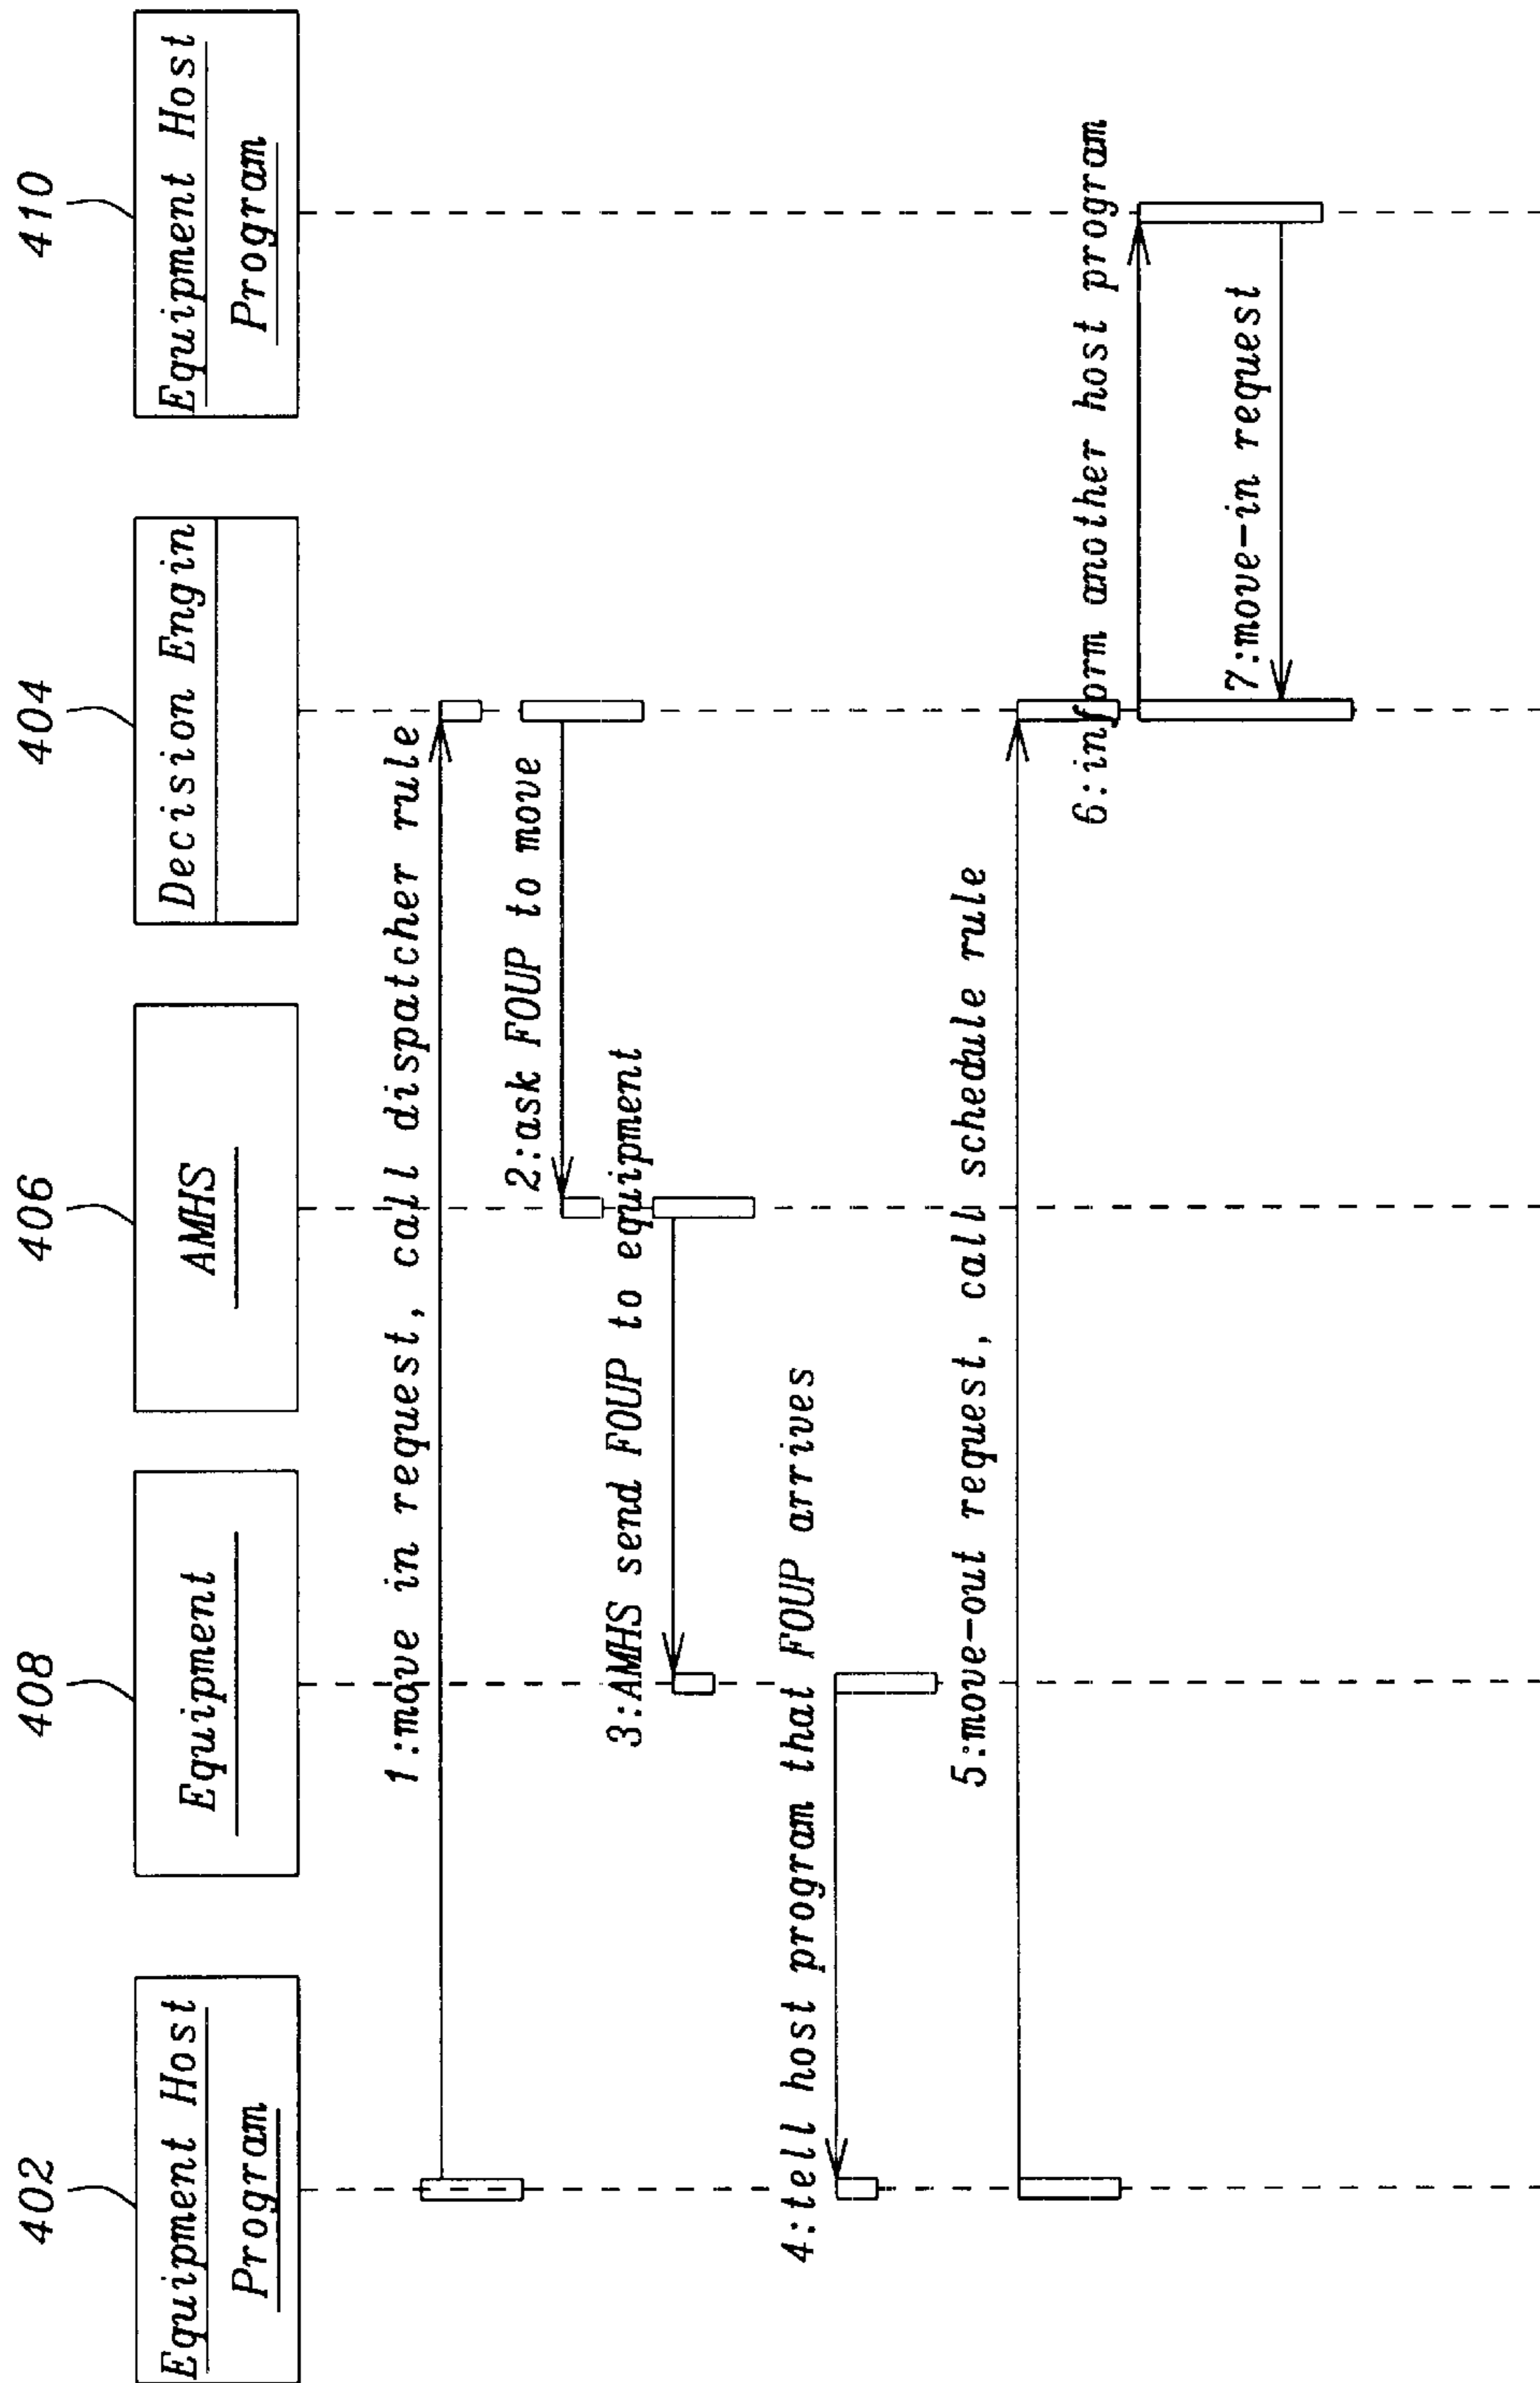 402
408
406
404
410
Equipment Host
Program
Equipment
AMHS
Decision Engin
Equipment Host
Program
1:move in request, call dispatcher rule
2:ask FOUP to move
3:AMHS send FOUP to equipment
4:tell host program that FOUP arrives
5:move-out request, call schedule rule
6:inform another host program
7:move-in request